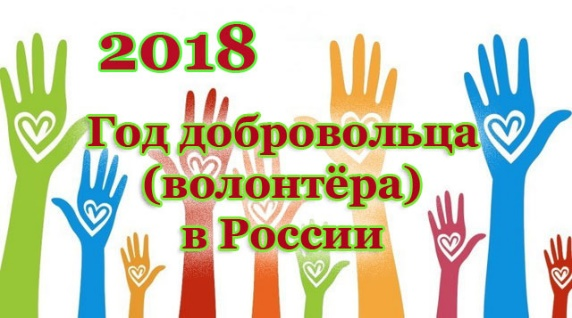 2018
Год добровольца
(волонтёра)
в России